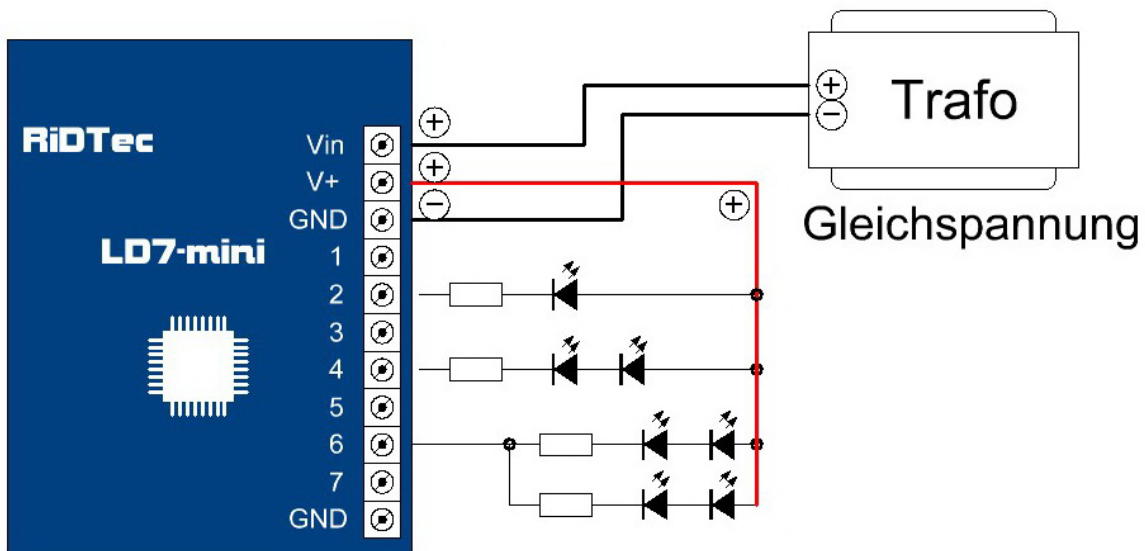 Trafo
Gleichspannung
RiDTec
LD7-mini
Vin
V+
GND
1
2
3
4
5
6
7
GND
+
+
−
+
+
−